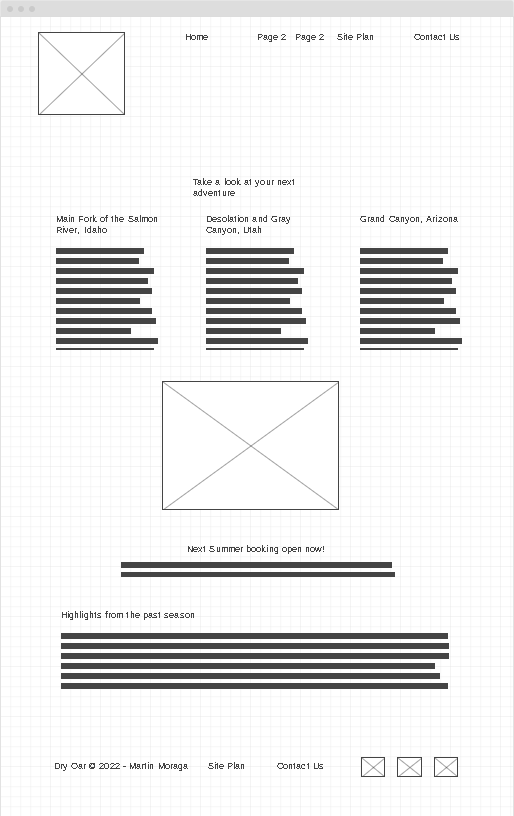 Home Page 2 Page 2 Site Plan Contact Us
Take a look at your next
adventure
Main Fork of the Salmon
River, Idaho
Desolation and Gray
Canyon, Utah
Grand Canyon, Arizona
Next Summer booking open now!
Highlights from the past season
Dry Oar © 2022 - Martin Moraga Site Plan Contact Us